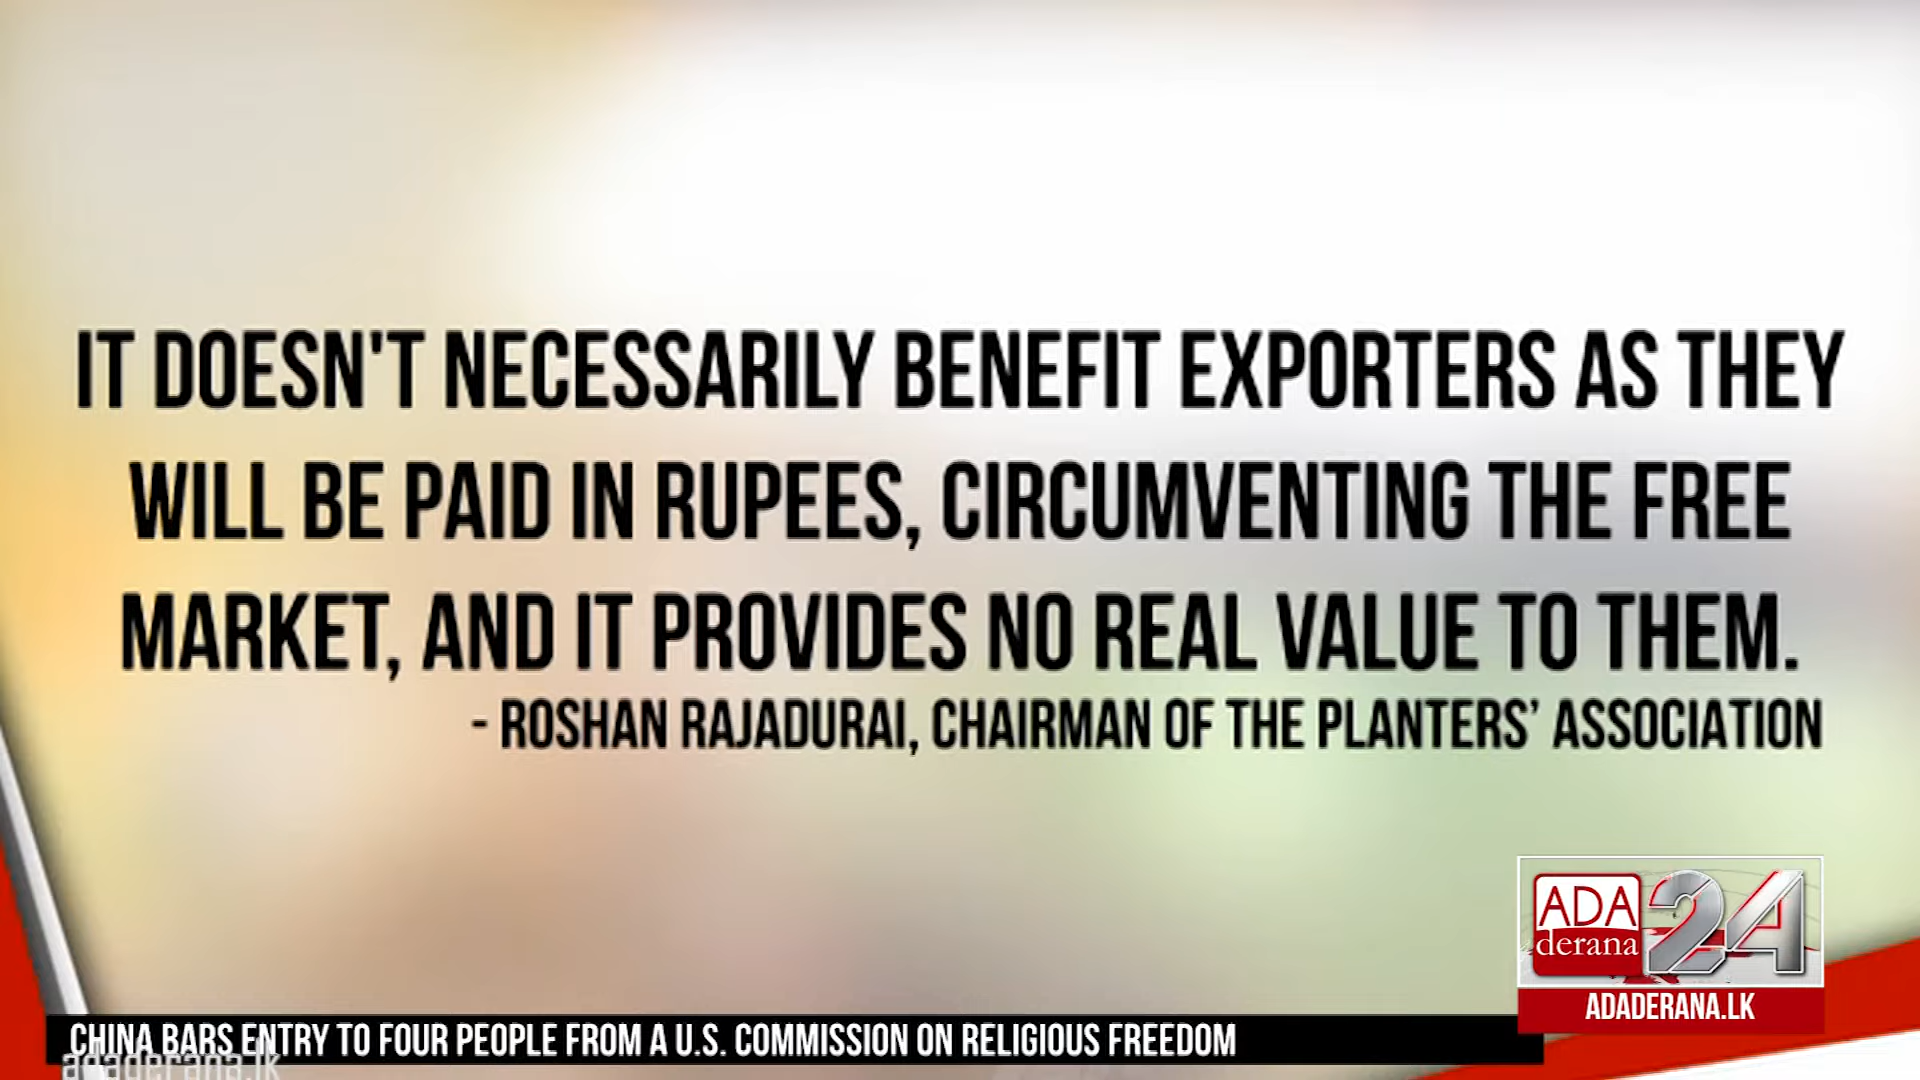 IT DOESN'T NECESSARILY BENEFIT EXPORTERS AS THEY
WILL BE PAID IN RUPEES, CIRCUMVENTING THE FREE
MARKET, AND IT PROVIDES NO REAL VALUE TO THEM.
- ROSHAN RAJADURAI, CHAIRMAN OF THE PLANTERS’ ASSOCIATION
ADA
derana
24
ADADERANA.LK
CHINA BARS ENTRY TO FOUR PEOPLE FROM A U.S. COMMISSION ON RELIGIOUS FREEDOM
adaderana.lk